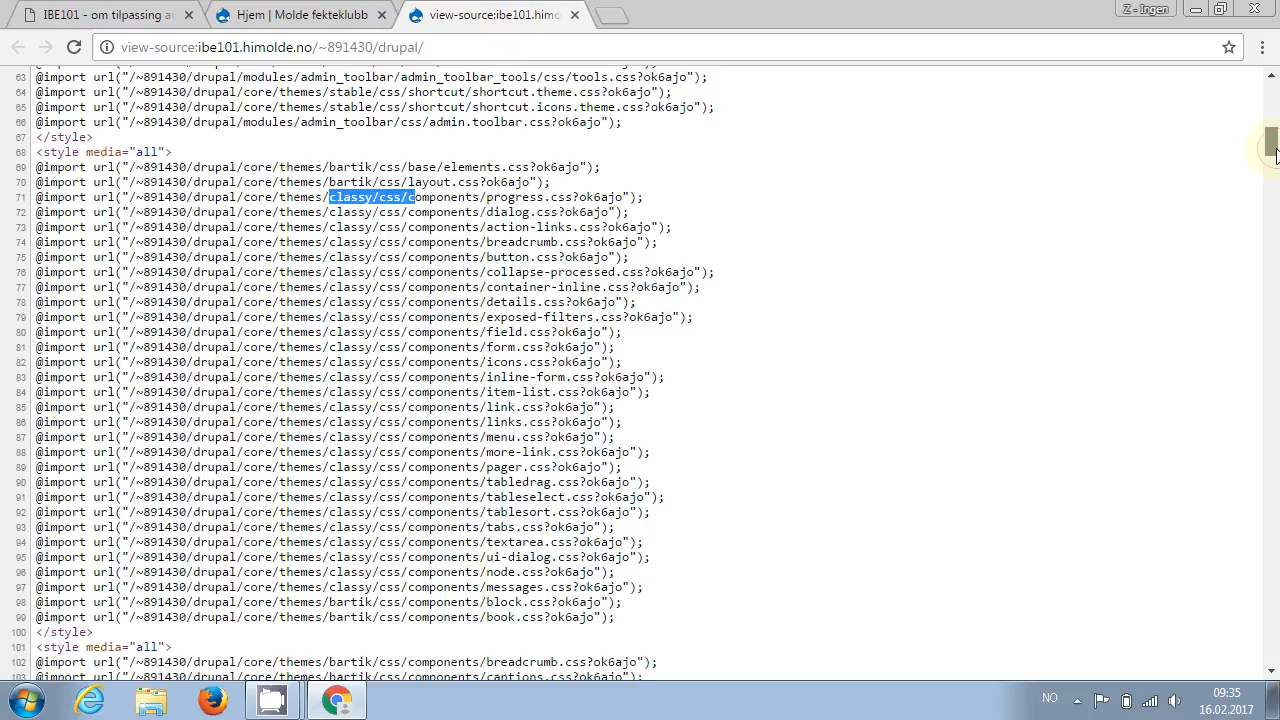 IBE101 - om tilpassing a
Hjem | Molde fekteklubb
view-source:ibe101.himo
Z - Ingen
view-source:ibe101.himolde.no/~891430/drupal/
63 @import url("/~891430/drupal/modules/admin_toolbar/admin_toolbar_tools/css/tools.css?ok6ajo");
64 @import url("/~891430/drupal/core/themes/stable/css/shortcut/shortcut.theme.css?ok6ajo");
65 @import url("/~891430/drupal/core/themes/stable/css/shortcut/shortcut.icons.theme.css?ok6ajo");
66 @import url("/~891430/drupal/modules/admin_toolbar/css/admin.toolbar.css?ok6ajo");
67 </style>
68 <style media="all">
69 @import url("/~891430/drupal/core/themes/bartik/css/base/elements.css?ok6ajo");
70 @import url("/~891430/drupal/core/themes/bartik/css/layout.css?ok6ajo");
71 @import url("/~891430/drupal/core/themes/classy/css/components/progress.css?ok6ajo");
72 @import url("/~891430/drupal/core/themes/classy/css/components/dialog.css?ok6ajo");
73 @import url("/~891430/drupal/core/themes/classy/css/components/action-links.css?ok6ajo");
74 @import url("/~891430/drupal/core/themes/classy/css/components/breadcrumb.css?ok6ajo");
75 @import url("/~891430/drupal/core/themes/classy/css/components/button.css?ok6ajo");
76 @import url("/~891430/drupal/core/themes/classy/css/components/collapse-processed.css?ok6ajo");
77 @import url("/~891430/drupal/core/themes/classy/css/components/container-inline.css?ok6ajo");
78 @import url("/~891430/drupal/core/themes/classy/css/components/details.css?ok6ajo");
79 @import url("/~891430/drupal/core/themes/classy/css/components/exposed-filters.css?ok6ajo");
80 @import url("/~891430/drupal/core/themes/classy/css/components/field.css?ok6ajo");
81 @import url("/~891430/drupal/core/themes/classy/css/components/form.css?ok6ajo");
82 @import url("/~891430/drupal/core/themes/classy/css/components/icons.css?ok6ajo");
83 @import url("/~891430/drupal/core/themes/classy/css/components/inline-form.css?ok6ajo");
84 @import url("/~891430/drupal/core/themes/classy/css/components/item-list.css?ok6ajo");
85 @import url("/~891430/drupal/core/themes/classy/css/components/link.css?ok6ajo");
86 @import url("/~891430/drupal/core/themes/classy/css/components/links.css?ok6ajo");
87 @import url("/~891430/drupal/core/themes/classy/css/components/menu.css?ok6ajo");
88 @import url("/~891430/drupal/core/themes/classy/css/components/more-link.css?ok6ajo");
89 @import url("/~891430/drupal/core/themes/classy/css/components/pager.css?ok6ajo");
90 @import url("/~891430/drupal/core/themes/classy/css/components/tabledrag.css?ok6ajo");
91 @import url("/~891430/drupal/core/themes/classy/css/components/tableselect.css?ok6ajo");
92 @import url("/~891430/drupal/core/themes/classy/css/components/tablesort.css?ok6ajo");
93 @import url("/~891430/drupal/core/themes/classy/css/components/tabs.css?ok6ajo");
94 @import url("/~891430/drupal/core/themes/classy/css/components/textarea.css?ok6ajo");
95 @import url("/~891430/drupal/core/themes/classy/css/components/ui-dialog.css?ok6ajo");
96 @import url("/~891430/drupal/core/themes/classy/css/components/node.css?ok6ajo");
97 @import url("/~891430/drupal/core/themes/classy/css/components/messages.css?ok6ajo");
98 @import url("/~891430/drupal/core/themes/bartik/css/components/block.css?ok6ajo");
99 @import url("/~891430/drupal/core/themes/bartik/css/components/book.css?ok6ajo");
100 </style>
101 <style media="all">
102 @import url("/~891430/drupal/core/themes/bartik/css/components/breadcrumb.css?ok6ajo");
103 @import url("/~891430/drupal/core/themes/bartik/css/components/captions.css?ok6ajo");
NO
09:35
16.02.2017